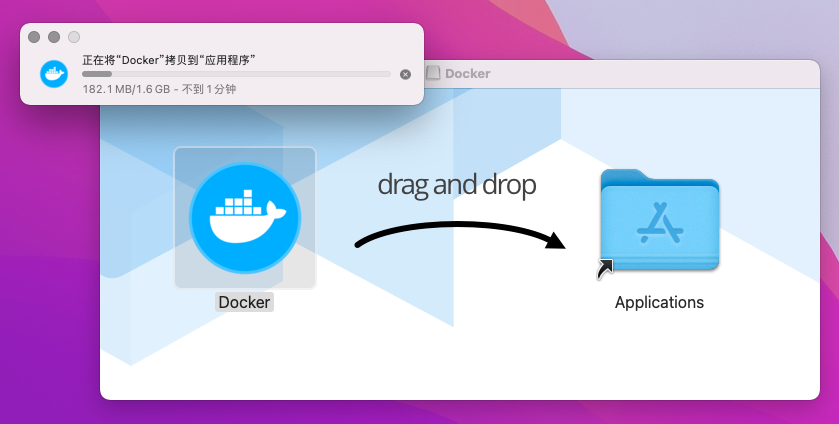 正在将“Docker”拷贝到“应用程序”
182.1 MB/1.6 GB - 不到 1 分钟
Docker
drag and drop
Docker
Applications